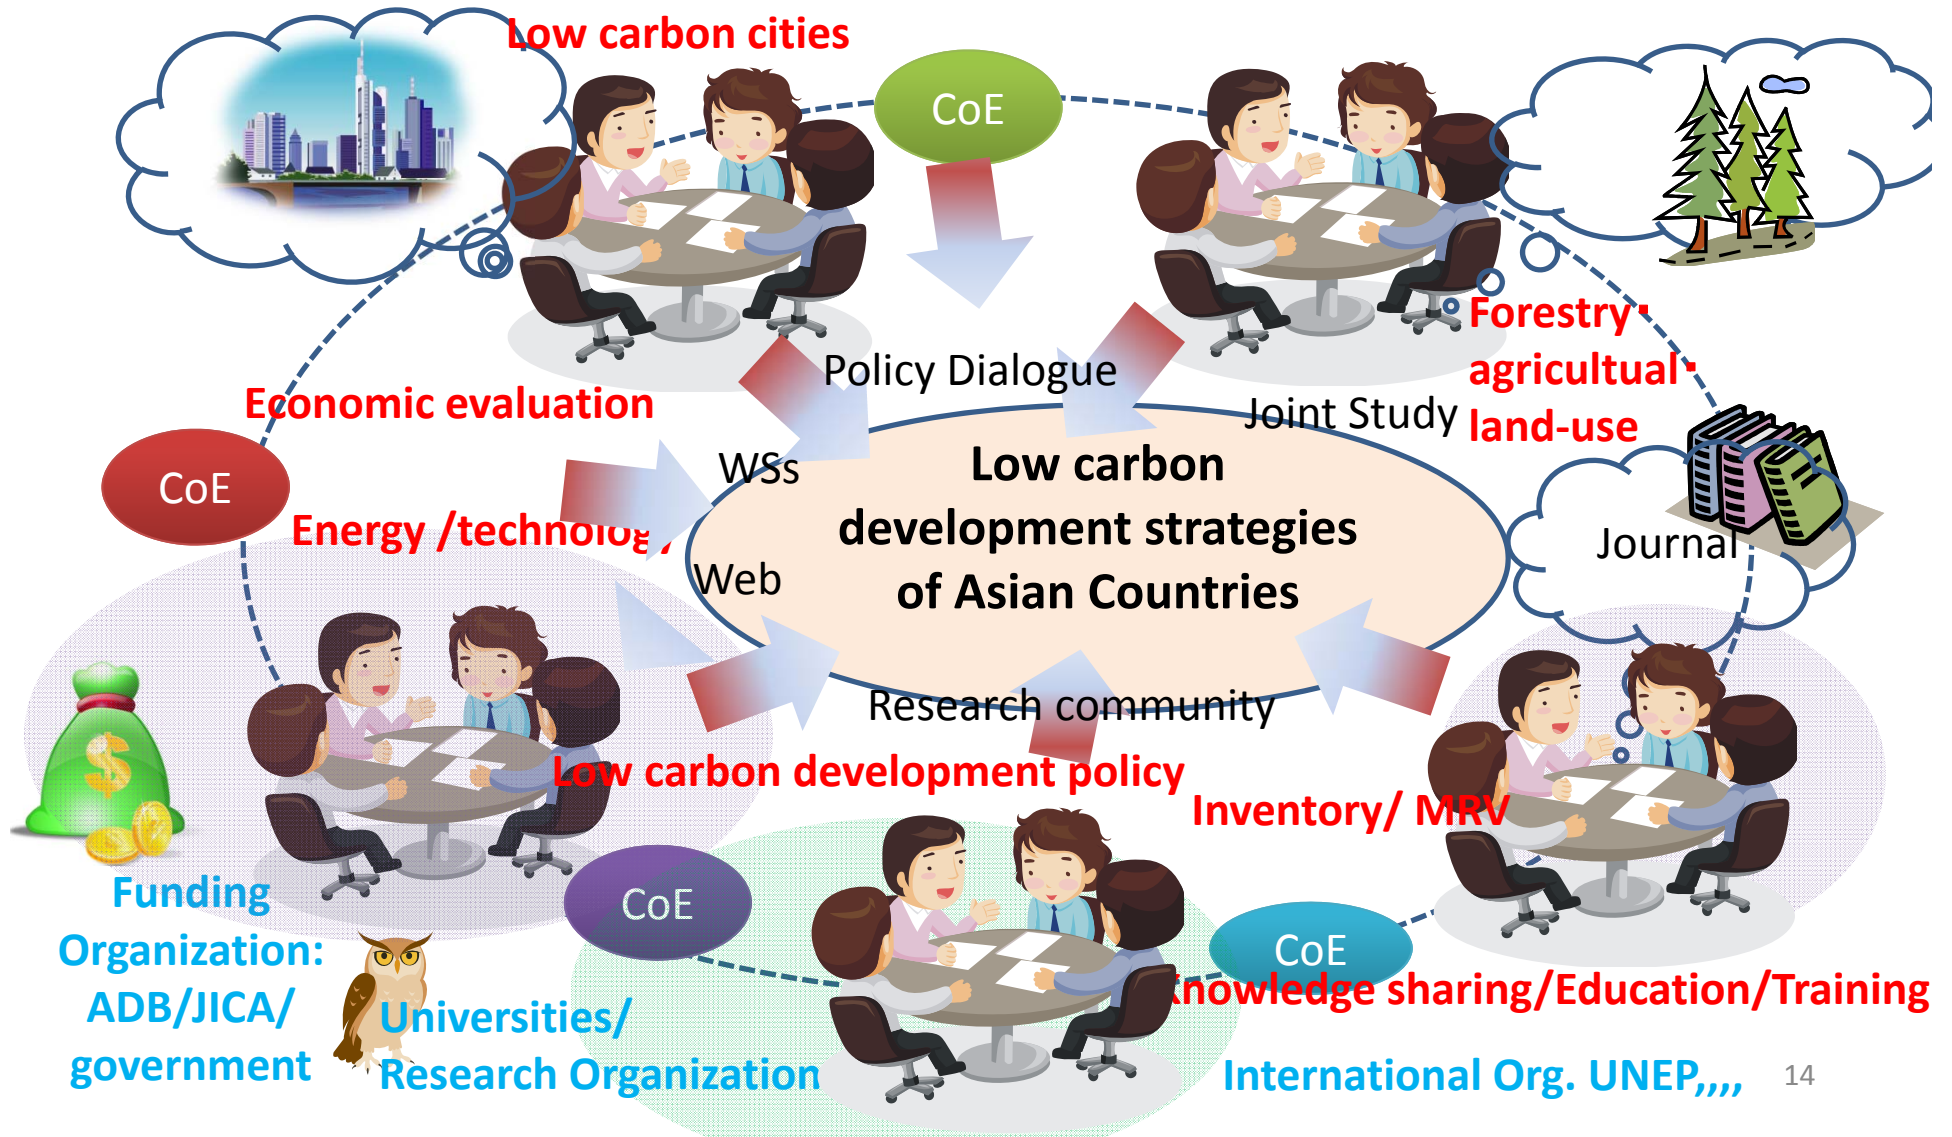 Low carbon cities
CoE
Forestry・
agricultual・
land-use
Policy Dialogue
Economic evaluation
Joint Study
WSs
CoE
Low carbon
development strategies
of Asian Countries
Energy /technology
Journal
Web
Research community
Low carbon development policy
Inventory/ MRV
CoE
CoE
Funding
Organization:
ADB/JICA/
government
Universities/
Research Organization
Knowledge sharing/Education/Training
International Org. UNEP,,,,
14